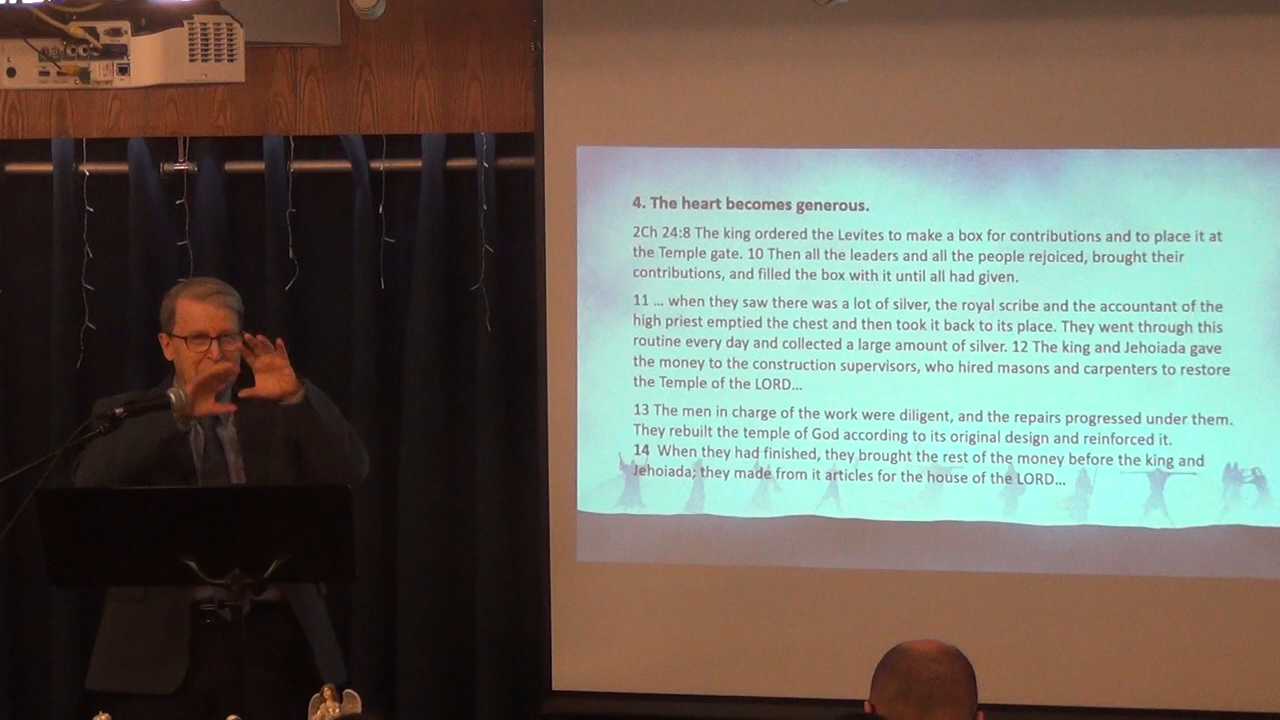 4. The heart becomes generous.
2Ch 24:8 The king ordered the Levites to make a box for contributions and to place it at
the Temple gate. 10 Then all the leaders and all the people rejoiced, brought their
contributions, and filled the box with it until all had given.
11 ... when they saw there was a lot of silver, the royal scribe and the accountant of the
high priest emptied the chest and then took it back to its place. They went through this
routine every day and collected a large amount of silver. 12 The king and Jehoiada gave
the money to the construction supervisors, who hired masons and carpenters to restore
the Temple of the LORD...
13 The men in charge of the work were diligent, and the repairs progressed under them.
They rebuilt the temple of God according to its original design and reinforced it.
14 When they had finished, they brought the rest of the money before the king and
Jehoiada; they made from it articles for the house of the LORD...